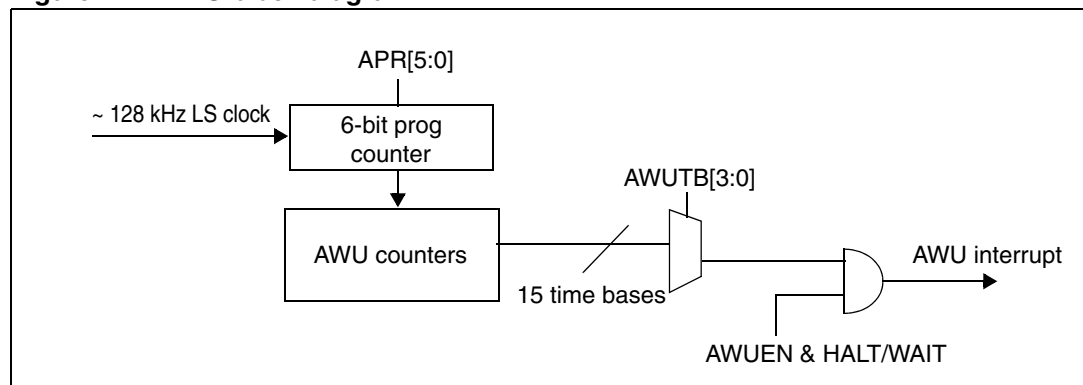 APR[5:0]
~ 128 kHz LS clock
6-bit prog
counter
AWUTB[3:0]
AWU counters
AWU interrupt
15 time bases
AWUEN & HALT/WAIT